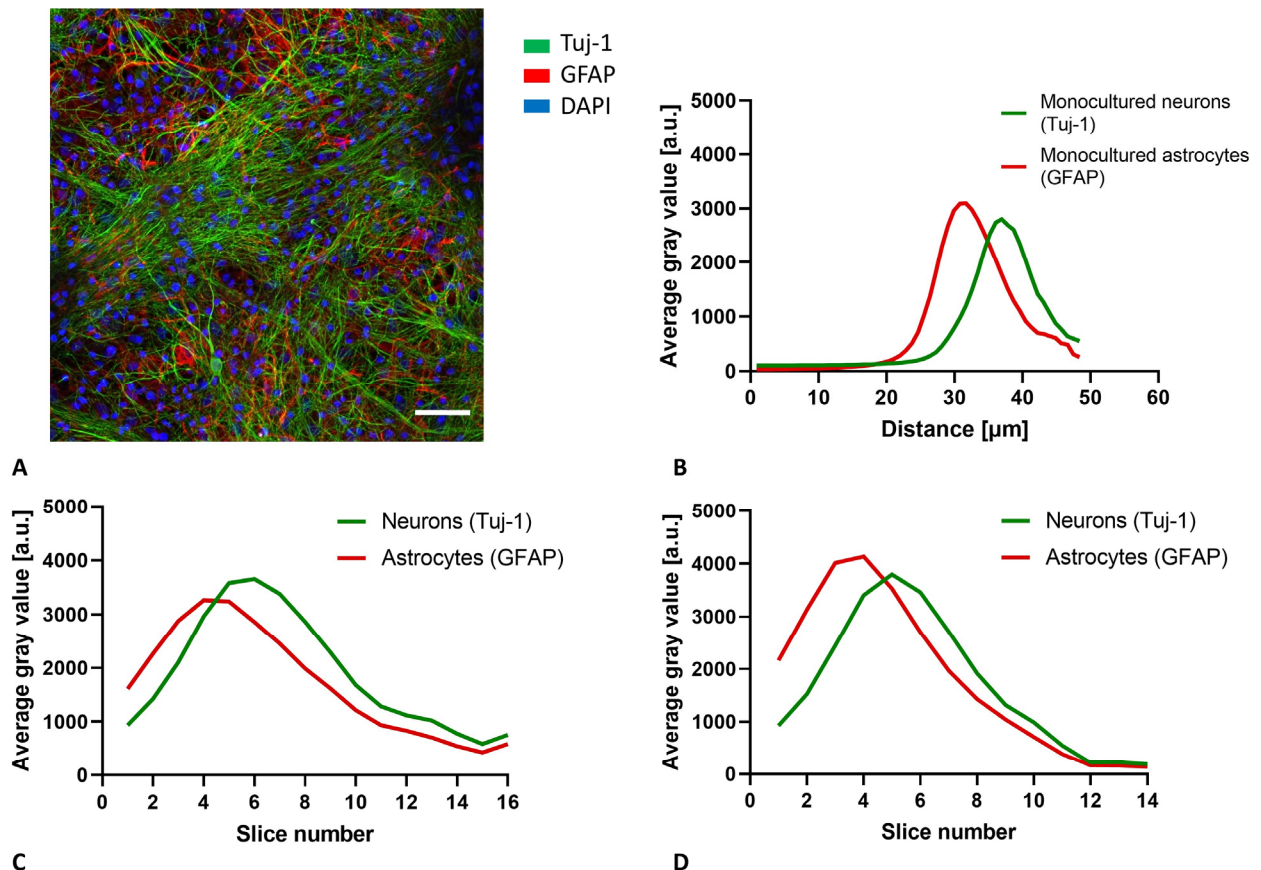 Tuj-1
GFAP
DAPI
A
5000
4000
3000
2000
1000
0
Average gray value [a.u.]
Monocultured neurons
(Tuj-1)
Monocultured astrocytes
(GFAP)
0 10 20 30 40 50 60
Distance [µm]
B
5000
4000
3000
2000
1000
0
Average gray value [a.u.]
Neurons (Tuj-1)
Astrocytes (GFAP)
0 2 4 6 8 10 12 14 16
Slice number
C
5000
4000
3000
2000
1000
0
Average gray value [a.u.]
Neurons (Tuj-1)
Astrocytes (GFAP)
0 2 4 6 8 10 12 14
Slice number
D